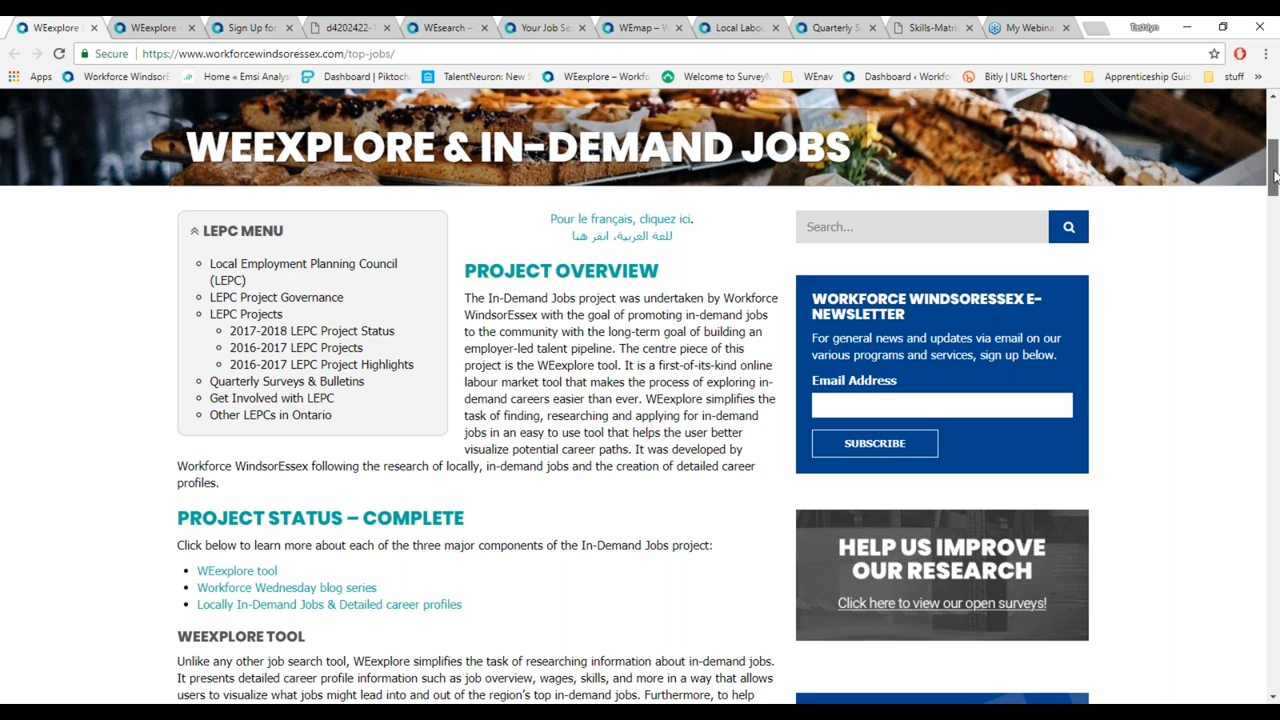 WEexplore
WEexplore
Sign Up for
d4202422-
WEsearch –
Your Job Se
WEmap – W
Local Labou
Quarterly S
Skills-Matri
My Webina
Tashlyn
Secure
https://www.workforcewindsoressex.com/top-jobs/
Apps
Workforce WindsorE
Home « Emsi Analys
Dashboard | Piktoch
TalentNeuron: New S
WEexplore – Workfo
Welcome to SurveyM
WEnav
Dashboard ‹ Workfo
Bitly | URL Shortener
Apprenticeship Guid
stuff
»
WEEXPLORE & IN-DEMAND JOBS
LEPC MENU
Local Employment Planning Council
(LEPC)
LEPC Project Governance
LEPC Projects
2017-2018 LEPC Project Status
2016-2017 LEPC Projects
2016-2017 LEPC Project Highlights
Quarterly Surveys & Bulletins
Get Involved with LEPC
Other LEPCs in Ontario
Pour le français, cliquez ici.
للغة العربية، انقر هنا
PROJECT OVERVIEW
The In-Demand Jobs project was undertaken by Workforce
WindsorEssex with the goal of promoting in-demand jobs
to the community with the long-term goal of building an
employer-led talent pipeline. The centre piece of this
project is the WEexplore tool. It is a first-of-its-kind online
labour market tool that makes the process of exploring in-
demand careers easier than ever. WEexplore simplifies the
task of finding, researching and applying for in-demand
jobs in an easy to use tool that helps the user better
visualize potential career paths. It was developed by
Workforce WindsorEssex following the research of locally, in-demand jobs and the creation of detailed career
profiles.
PROJECT STATUS – COMPLETE
Click below to learn more about each of the three major components of the In-Demand Jobs project:
WEexplore tool
Workforce Wednesday blog series
Locally In-Demand Jobs & Detailed career profiles
WEEXPLORE TOOL
Unlike any other job search tool, WEexplore simplifies the task of researching information about in-demand jobs.
It presents detailed career profile information such as job overview, wages, skills, and more in a way that allows
users to visualize what jobs might lead into and out of the region's top in-demand jobs. Furthermore, to help
Search...
WORKFORCE WINDSORESSEX E-
NEWSLETTER
For general news and updates via email on our
various programs and services, sign up below.
Email Address
SUBSCRIBE
HELP US IMPROVE
OUR RESEARCH
Click here to view our open surveys!